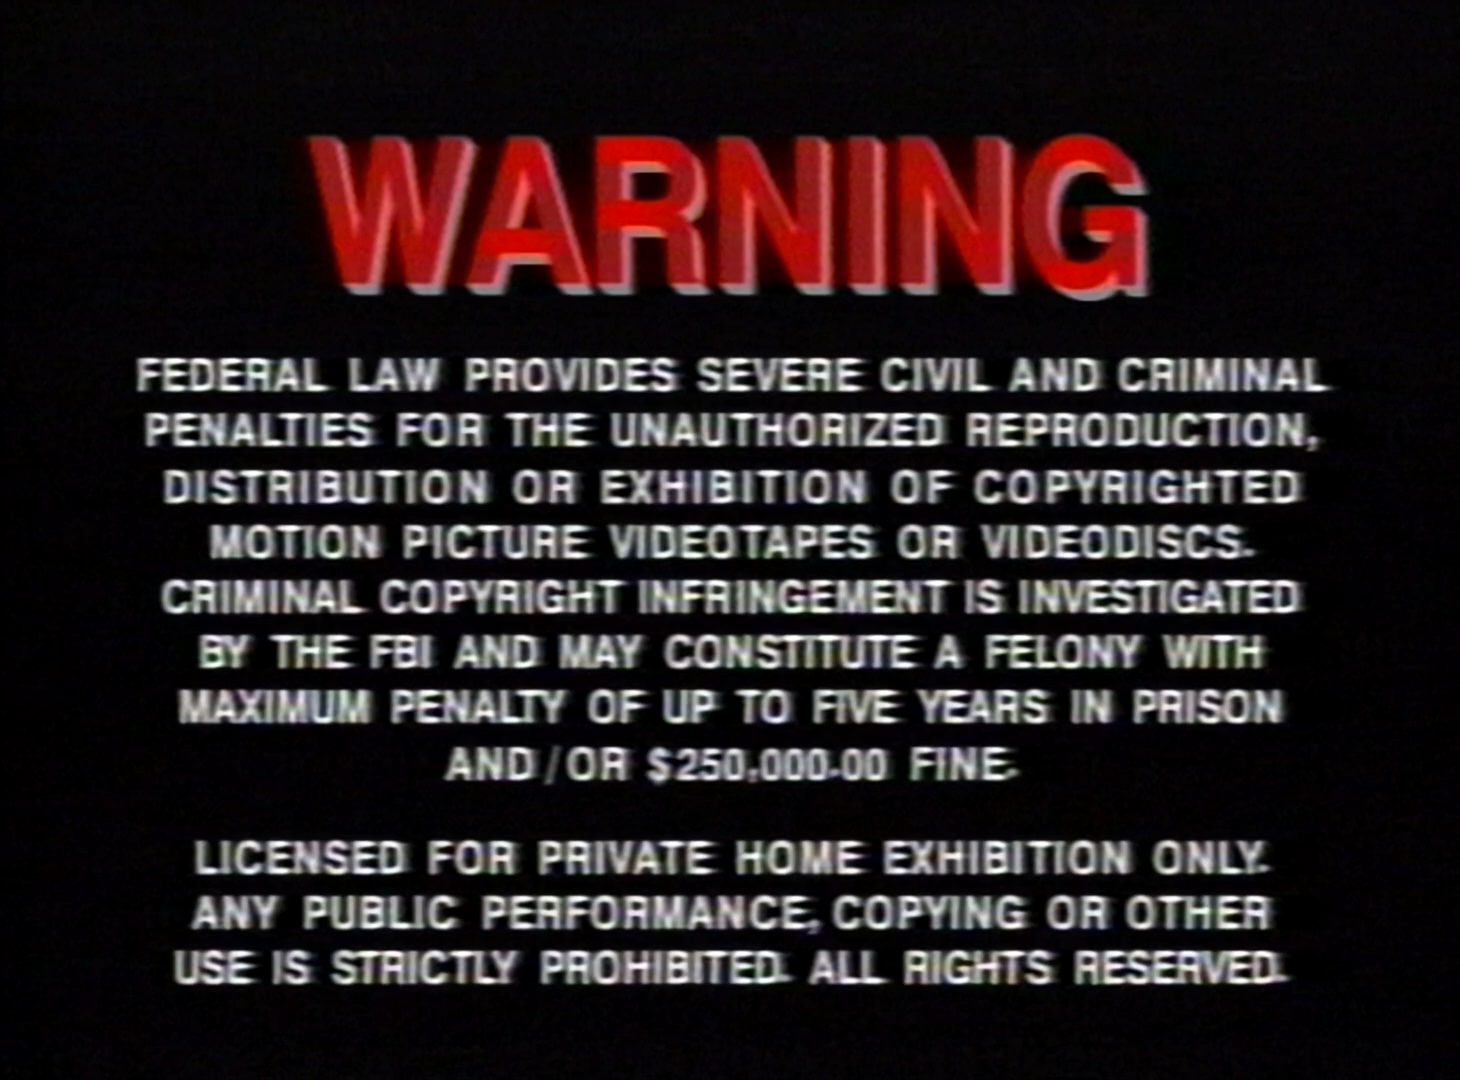 WARNING
FEDERAL LAW PROVIDES SEVERE CIVIL AND CRIMINAL
PENALTIES FOR THE UNAUTHORIZED REPRODUCTION,
DISTRIBUTION OR EXHIBITION OF COPYRIGHTED
MOTION PICTURE VIDEOTAPES OR VIDEODISCS.
CRIMINAL COPYRIGHT INFRINGEMENT IS INVESTIGATED
BY THE FBI AND MAY CONSTITUTE A FELONY WITH
MAXIMUM PENALTY OF UP TO FIVE YEARS IN PRISON
AND/OR $250,000.00 FINE.
LICENSED FOR PRIVATE HOME EXHIBITION ONLY.
ANY PUBLIC PERFORMANCE, COPYING OR OTHER
USE IS STRICTLY PROHIBITED. ALL RIGHTS RESERVED.